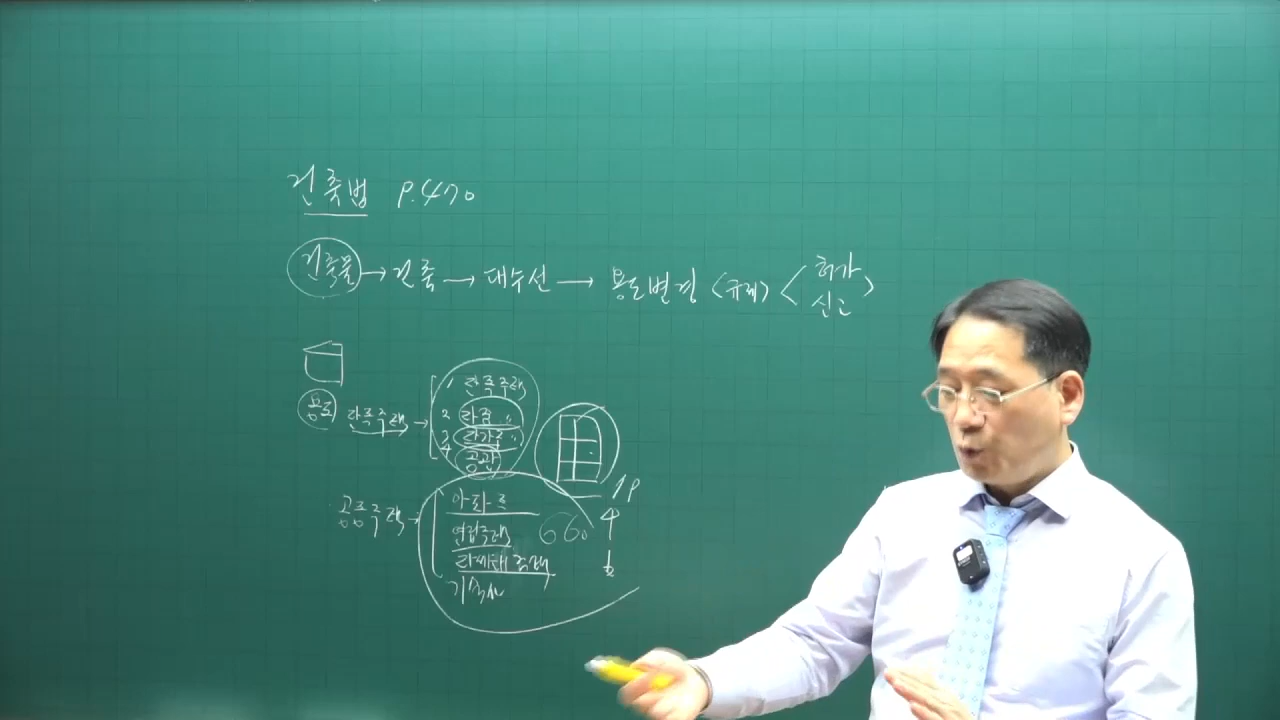 건축법 P.470
건축물 → 건축 → 대수선 → 용도변경 <규제> < 허가
신고 >
용도 단독주택 → 1 단독주택
2 다중 〃
3 다가구 〃
4 공관
공동주택 → 아파트
연립주택 660
다세대주택
기숙사